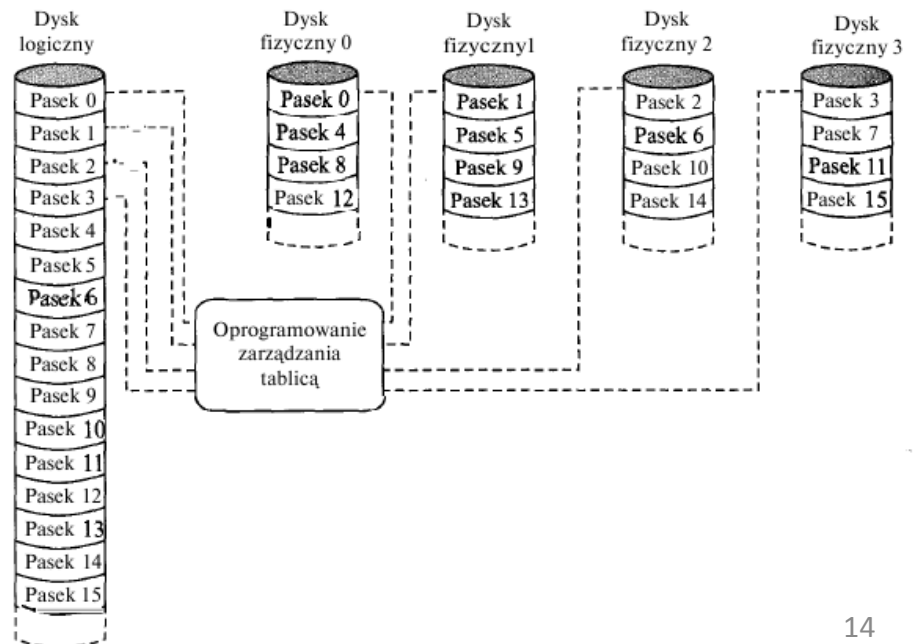 Dysk
logiczny
Pasek 0
Pasek 1
Pasek 2
Pasek 3
Pasek 4
Pasek 5
Pasek 6
Pasek 7
Pasek 8
Pasek 9
Pasek 10
Pasek 11
Pasek 12
Pasek 13
Pasek 14
Pasek 15
Dysk
fizyczny 0
Pasek 0
Pasek 4
Pasek 8
Pasek 12
Dysk
fizyczny1
Pasek 1
Pasek 5
Pasek 9
Pasek 13
Dysk
fizyczny 2
Pasek 2
Pasek 6
Pasek 10
Pasek 14
Dysk
fizyczny 3
Pasek 3
Pasek 7
Pasek 11
Pasek 15
Oprogramowanie
zarządzania
tablicą
14